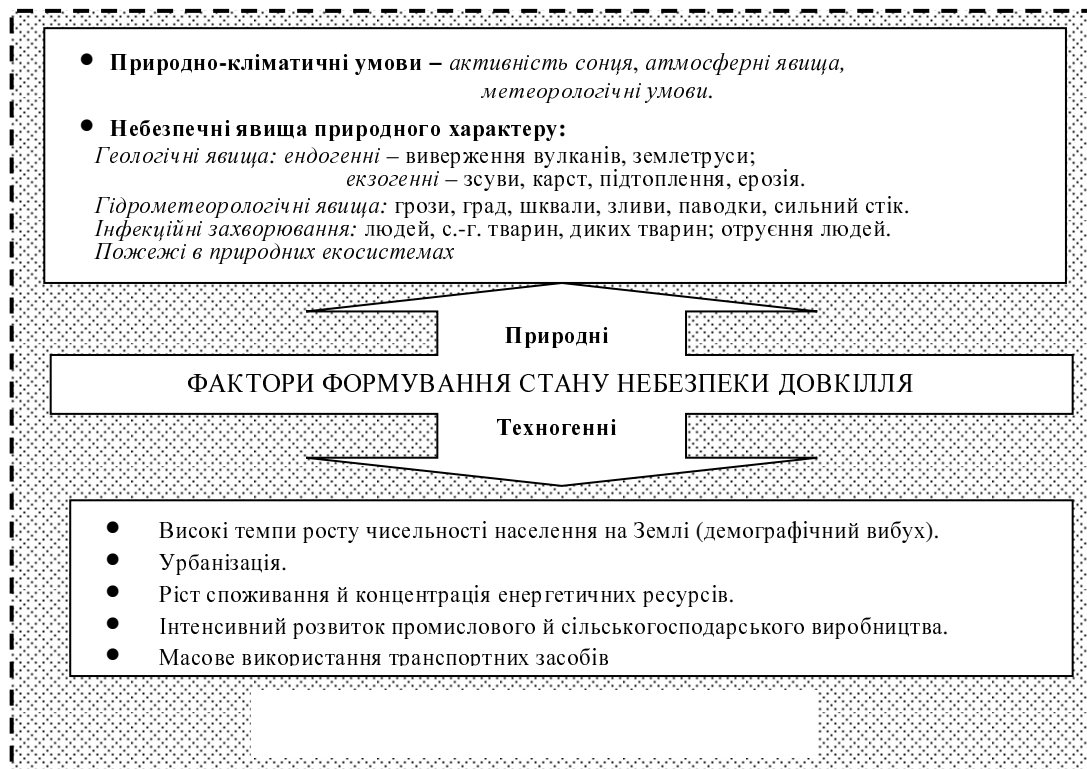 ● Природно-кліматичні умови – активність сонця, атмосферні явища,
метеорологічні умови.
● Небезпечні явища природного характеру:
Геологічні явища: ендогенні – виверження вулканів, землетруси;
екзогенні – зсуви, карст, підтоплення, ерозія.
Гідрометеорологічні явища: грози, град, шквали, зливи, паводки, сильний стік.
Інфекційні захворювання: людей, с.-г. тварин, диких тварин; отруєння людей.
Пожежі в природних екосистемах
Природні
ФАКТОРИ ФОРМУВАННЯ СТАНУ НЕБЕЗПЕКИ ДОВКІЛЛЯ
Техногенні
● Високі темпи росту чисельності населення на Землі (демографічний вибух).
● Урбанізація.
● Ріст споживання й концентрація енергетичних ресурсів.
● Інтенсивний розвиток промислового й сільськогосподарського виробництва.
● Масове використання транспортних засобів